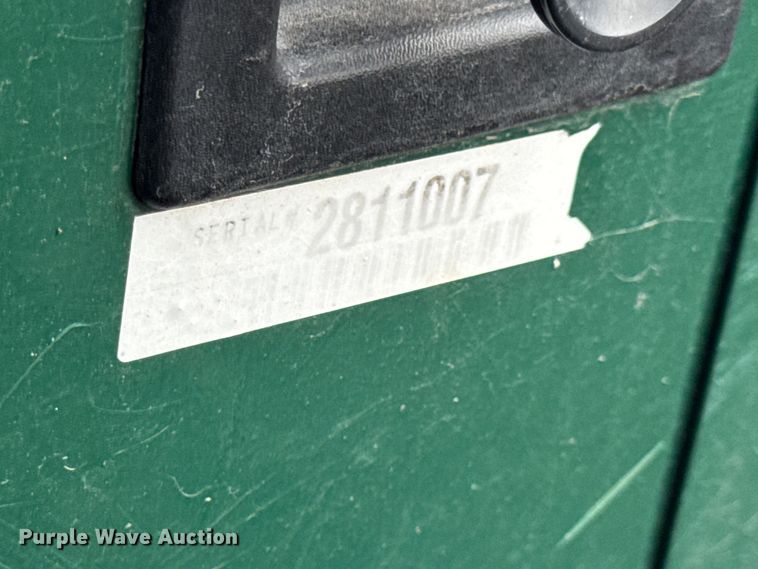 SERIAL# 2811007
Purple Wave Auction